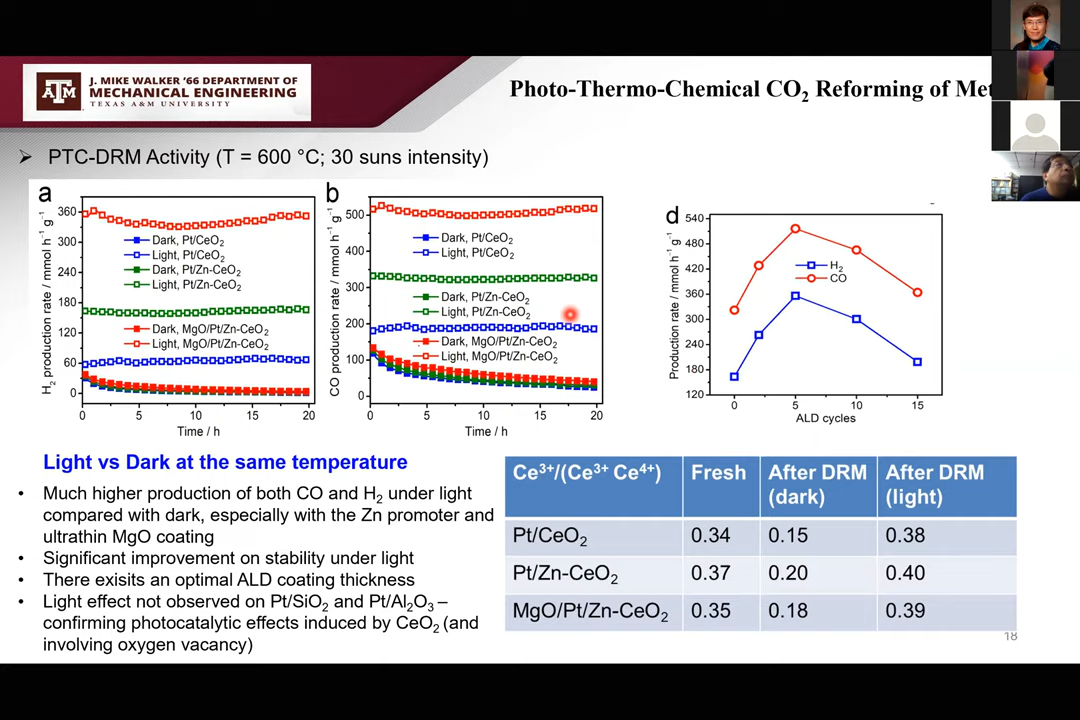 J. MIKE WALKER '66 DEPARTMENT OF
MECHANICAL ENGINEERING
TEXAS A&M UNIVERSITY
ATM
Photo-Thermo-Chemical CO2 Reforming of Met
➢ PTC-DRM Activity (T = 600 °C; 30 suns intensity)
a
H2 production rate / mmol h⁻¹ g⁻¹
360
300
240
180
120
60
0
Dark, Pt/CeO2
Light, Pt/CeO2
Dark, Pt/Zn-CeO2
Light, Pt/Zn-CeO2
Dark, MgO/Pt/Zn-CeO2
Light, MgO/Pt/Zn-CeO2
0 5 10 15 20
Time / h
b
CO production rate / mmol h⁻¹ g⁻¹
500
400
300
200
100
0
Dark, Pt/CeO2
Light, Pt/CeO2
Dark, Pt/Zn-CeO2
Light, Pt/Zn-CeO2
Dark, MgO/Pt/Zn-CeO2
Light, MgO/Pt/Zn-CeO2
0 5 10 15 20
Time / h
d
Production rate / mmol h⁻¹ g⁻¹
540
480
420
360
300
240
180
120
H2
CO
0 5 10 15
ALD cycles
Light vs Dark at the same temperature
• Much higher production of both CO and H2 under light
compared with dark, especially with the Zn promoter and
ultrathin MgO coating
• Significant improvement on stability under light
• There exisits an optimal ALD coating thickness
• Light effect not observed on Pt/SiO2 and Pt/Al2O3 –
confirming photocatalytic effects induced by CeO2 (and
involving oxygen vacancy)
Ce³⁺/(Ce³⁺ Ce⁴⁺) Fresh After DRM (dark) After DRM (light)
Pt/CeO2 0.34 0.15 0.38
Pt/Zn-CeO2 0.37 0.20 0.40
MgO/Pt/Zn-CeO2 0.35 0.18 0.39
18